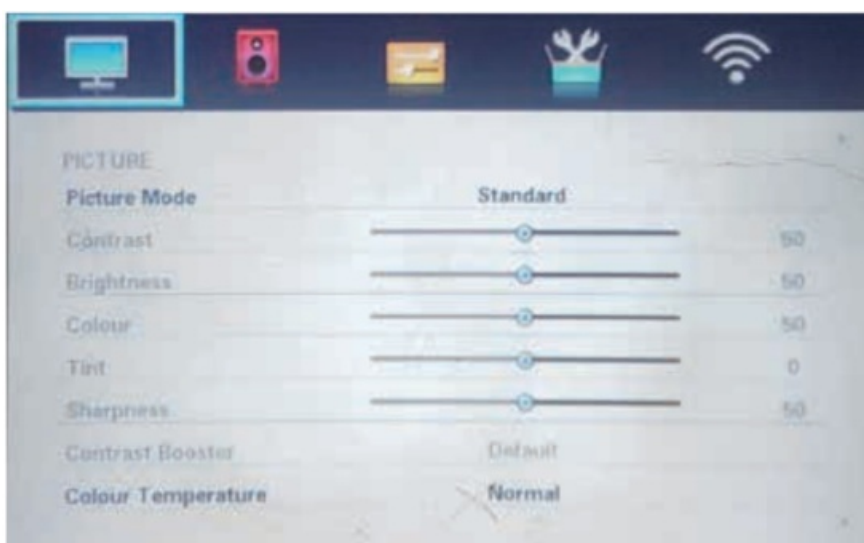 PICTURE
Picture Mode Standard
Contrast 50
Brightness 50
Colour 50
Tint 0
Sharpness 50
Contrast Booster Default
Colour Temperature Normal